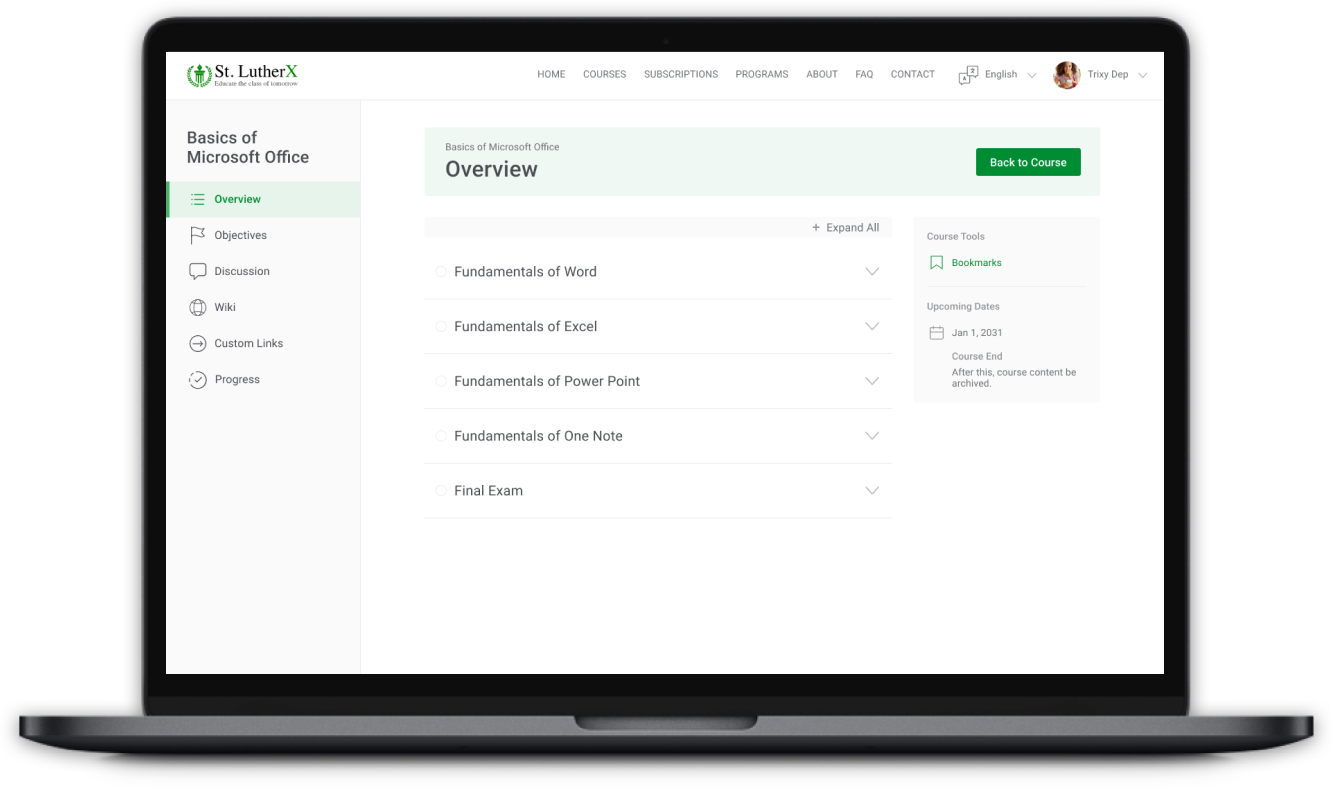 St. LutherX
Educate the class of tomorrow
HOME COURSES SUBSCRIPTIONS PROGRAMS ABOUT FAQ CONTACT English Trixy Dep
Basics of
Microsoft Office
Overview
Objectives
Discussion
Wiki
Custom Links
Progress
Basics of Microsoft Office
Overview
Back to Course
+ Expand All
Fundamentals of Word
Fundamentals of Excel
Fundamentals of Power Point
Fundamentals of One Note
Final Exam
Course Tools
Bookmarks
Upcoming Dates
Jan 1, 2031
Course End
After this, course content be
archived.